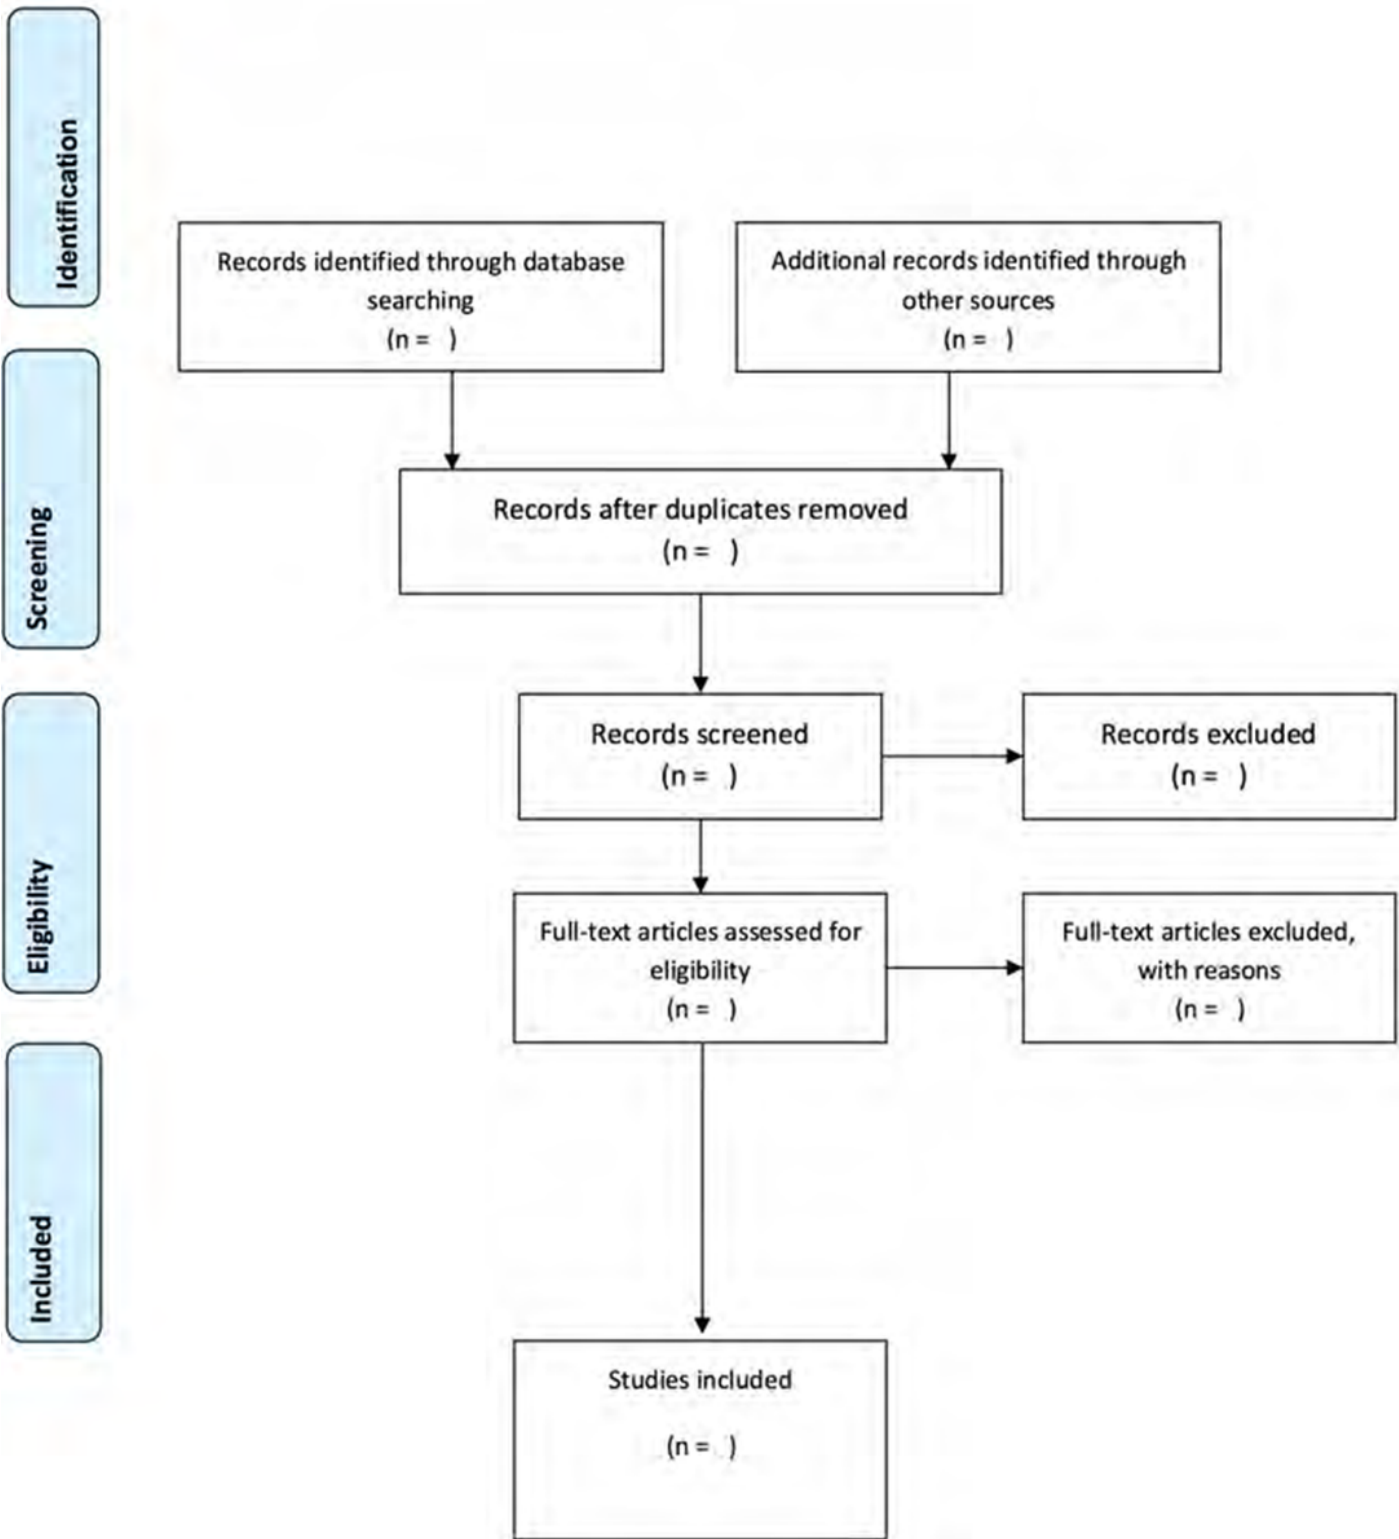 Identification
Records identified through database
searching
(n =   )
Additional records identified through
other sources
(n =   )
Screening
Records after duplicates removed
(n =   )
Eligibility
Records screened
(n =   )
Records excluded
(n =   )
Full-text articles assessed for
eligibility
(n =   )
Full-text articles excluded,
with reasons
(n =   )
Included
Studies included
(n =   )